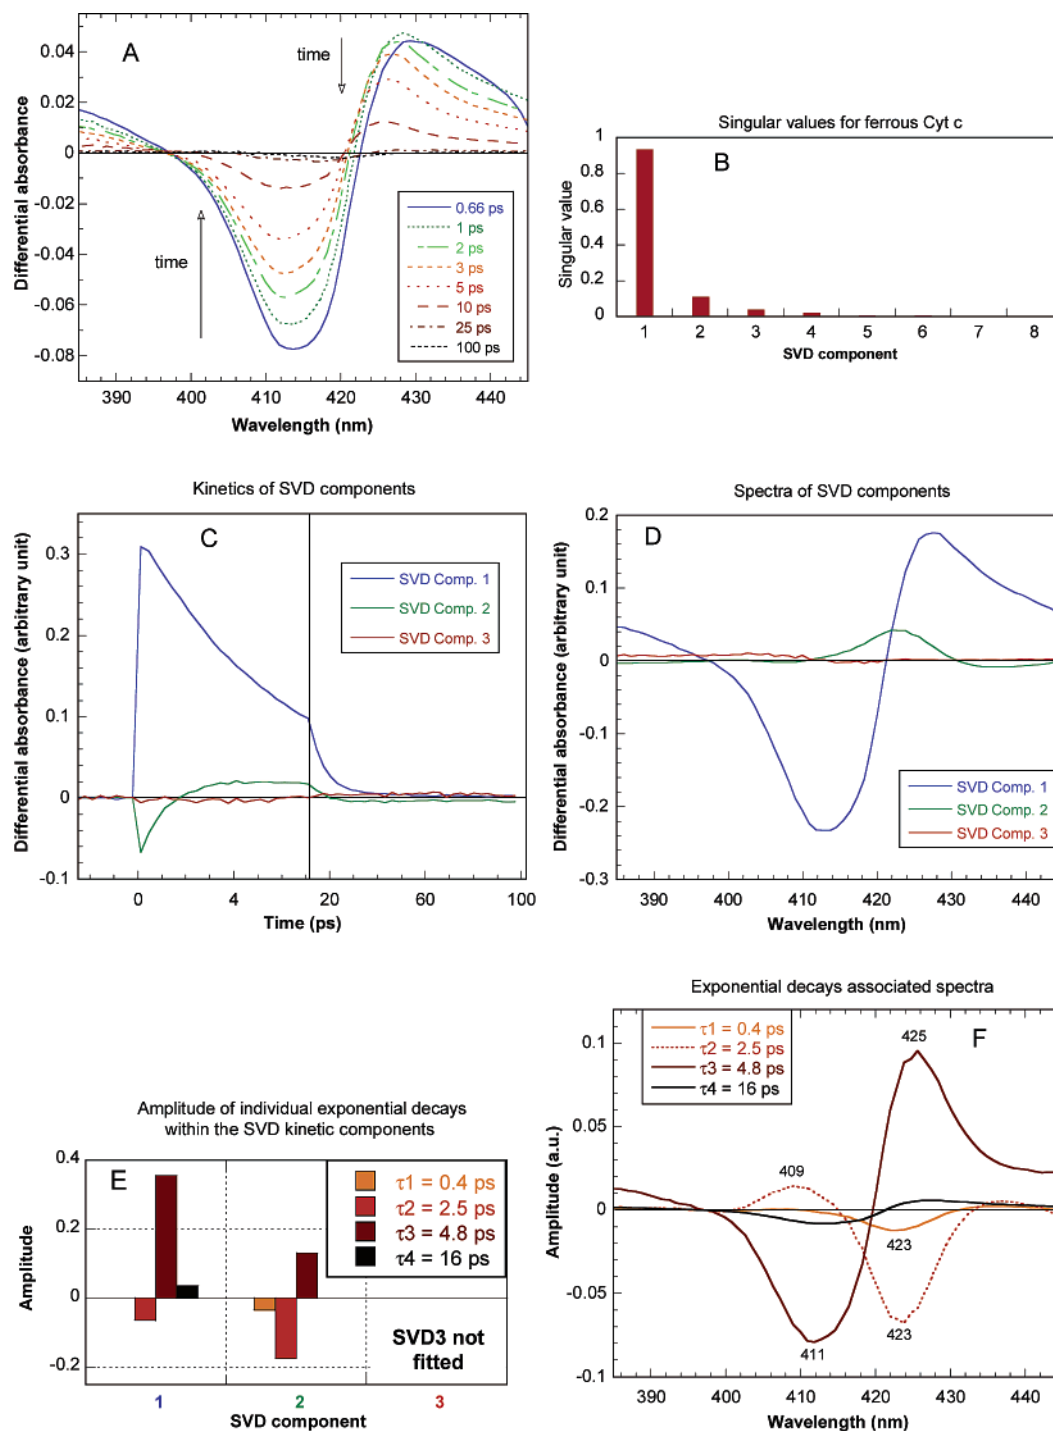 A
time
time
0.04
0.02
0
-0.02
-0.04
-0.06
-0.08
Differential absorbance
0.66 ps
1 ps
2 ps
3 ps
5 ps
10 ps
25 ps
100 ps
390 400 410 420 430 440
Wavelength (nm)
Singular values for ferrous Cyt c
B
1
0.8
0.6
0.4
0.2
0
Singular value
1 2 3 4 5 6 7 8
SVD component
Kinetics of SVD components
C
0.3
0.2
0.1
0
-0.1
Differential absorbance (arbitrary unit)
SVD Comp. 1
SVD Comp. 2
SVD Comp. 3
0 4 20 100
Time (ps)
Spectra of SVD components
D
0.2
0.1
0
-0.1
-0.2
-0.3
Differential absorbance (arbitrary unit)
SVD Comp. 1
SVD Comp. 2
SVD Comp. 3
390 400 410 420 430 440
Wavelength (nm)
Amplitude of individual exponential decays
within the SVD kinetic components
E
0.4
0.2
0
-0.2
Amplitude
τ1 = 0.4 ps
τ2 = 2.5 ps
τ3 = 4.8 ps
τ4 = 16 ps
SVD3 not
fitted
1 2 3
SVD component
Exponential decays associated spectra
F
τ1 = 0.4 ps
τ2 = 2.5 ps
τ3 = 4.8 ps
τ4 = 16 ps
425
409
423
423
411
0.1
0.05
0
-0.05
-0.1
Amplitude (a.u.)
390 400 410 420 430 440
Wavelength (nm)